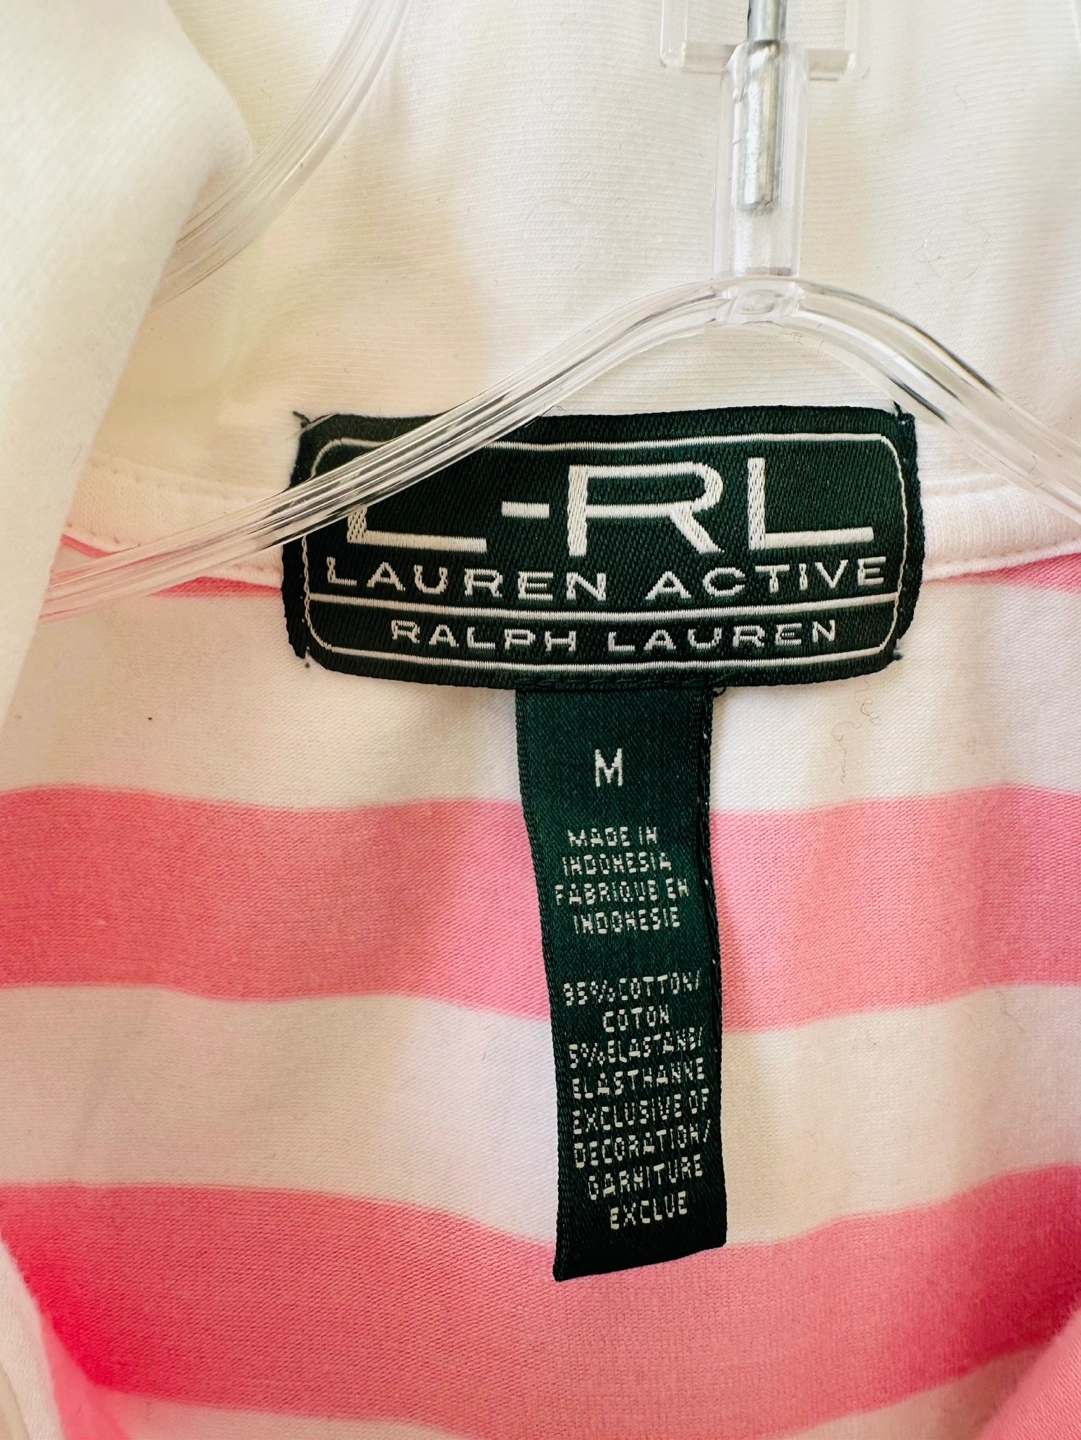 L-RL
LAUREN ACTIVE
RALPH LAUREN
M
MADE IN
INDONESIA
FABRIQUE EN
INDONESIE
95%COTTON/
COTON
5%ELASTANE/
ELASTHANNE
EXCLUSIVE OF
DECORATION/
GARNITURE
EXCLUE